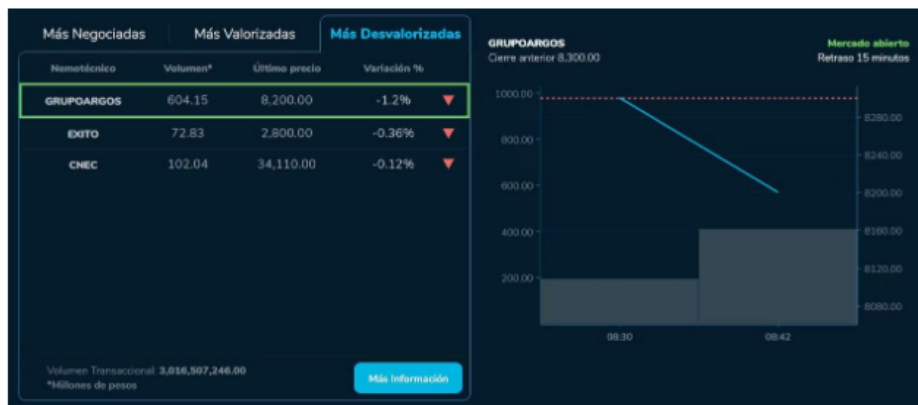 Más Negociadas Más Valorizadas Más Desvalorizadas
Nemotécnico Volumen* Último precio Variación %
GRUPOARGOS 604.15 8,200.00 -1.2%
EXITO 72.83 2,800.00 -0.36%
CNEC 102.04 34,110.00 -0.12%
Volumen Transaccional: 3,016,507,246.00
*Millones de pesos
Más Información
GRUPOARGOS Mercado abierto
Cierre anterior 8,300.00 Retraso 15 minutos
1000.00
8280.00
800.00
8240.00
600.00
8200.00
400.00 8160.00
200.00 8120.00
8080.00
08:30 08:42